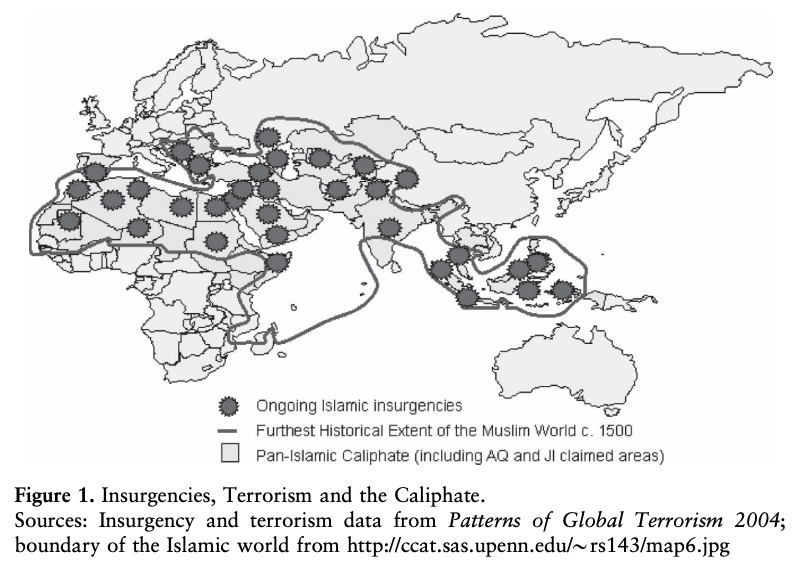 Ongoing Islamic insurgencies
Furthest Historical Extent of the Muslim World c. 1500
Pan-Islamic Caliphate (including AQ and JI claimed areas)
Figure 1. Insurgencies, Terrorism and the Caliphate.
Sources: Insurgency and terrorism data from Patterns of Global Terrorism 2004;
boundary of the Islamic world from http://ccat.sas.upenn.edu/~rs143/map6.jpg